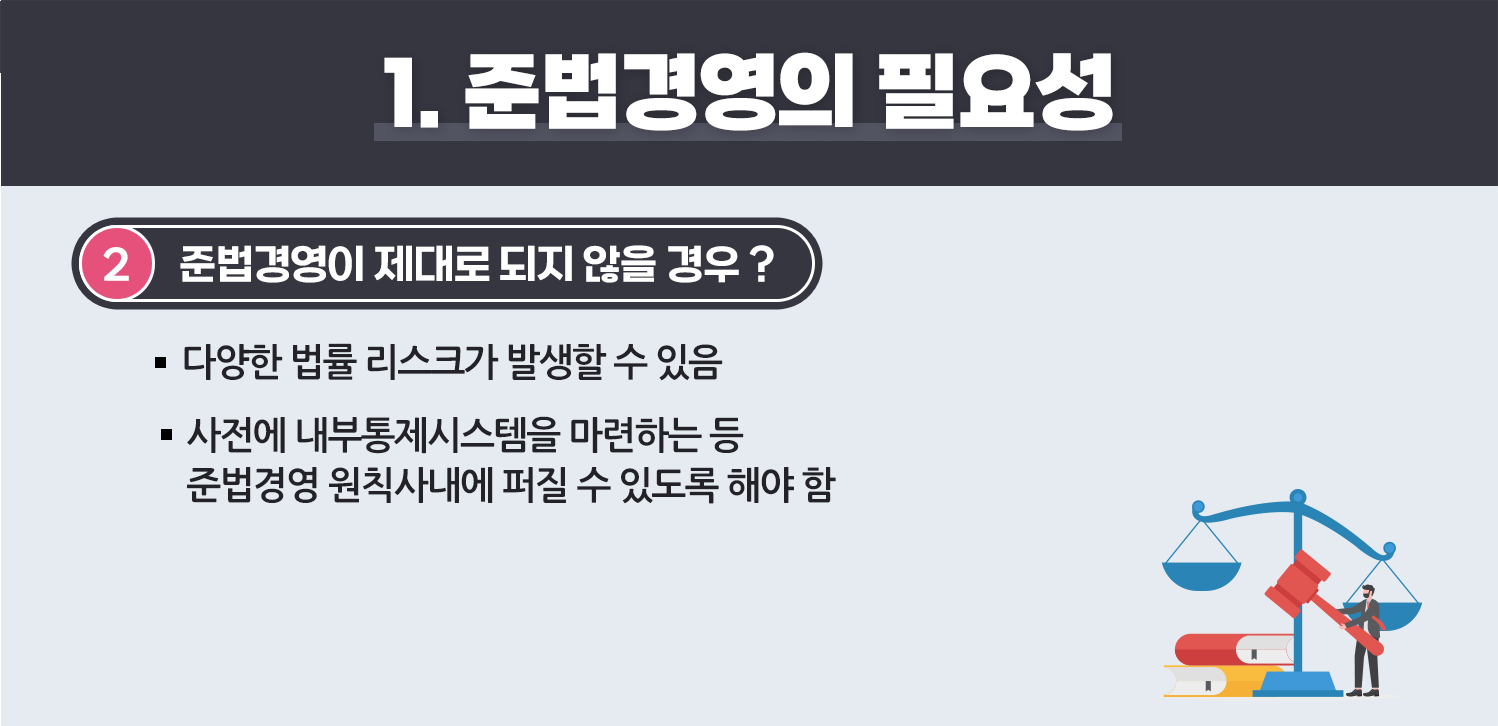 1. 준법경영의 필요성
2 준법경영이 제대로 되지 않을 경우 ?
▪ 다양한 법률 리스크가 발생할 수 있음
▪ 사전에 내부통제시스템을 마련하는 등
준법경영 원칙사내에 퍼질 수 있도록 해야 함